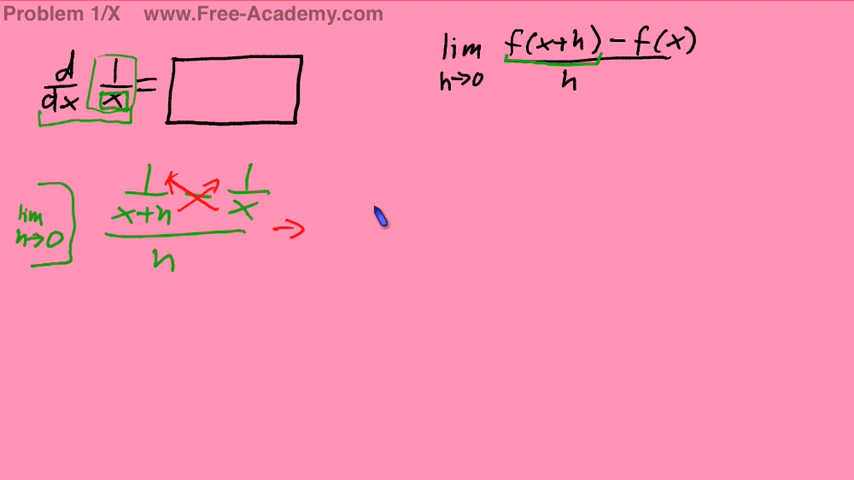 Problem 1/X www.Free-Academy.com
d/dx 1/x =
lim h→0 f(x+h) - f(x) / h
lim h→0 1/(x+h) - 1/x / h →